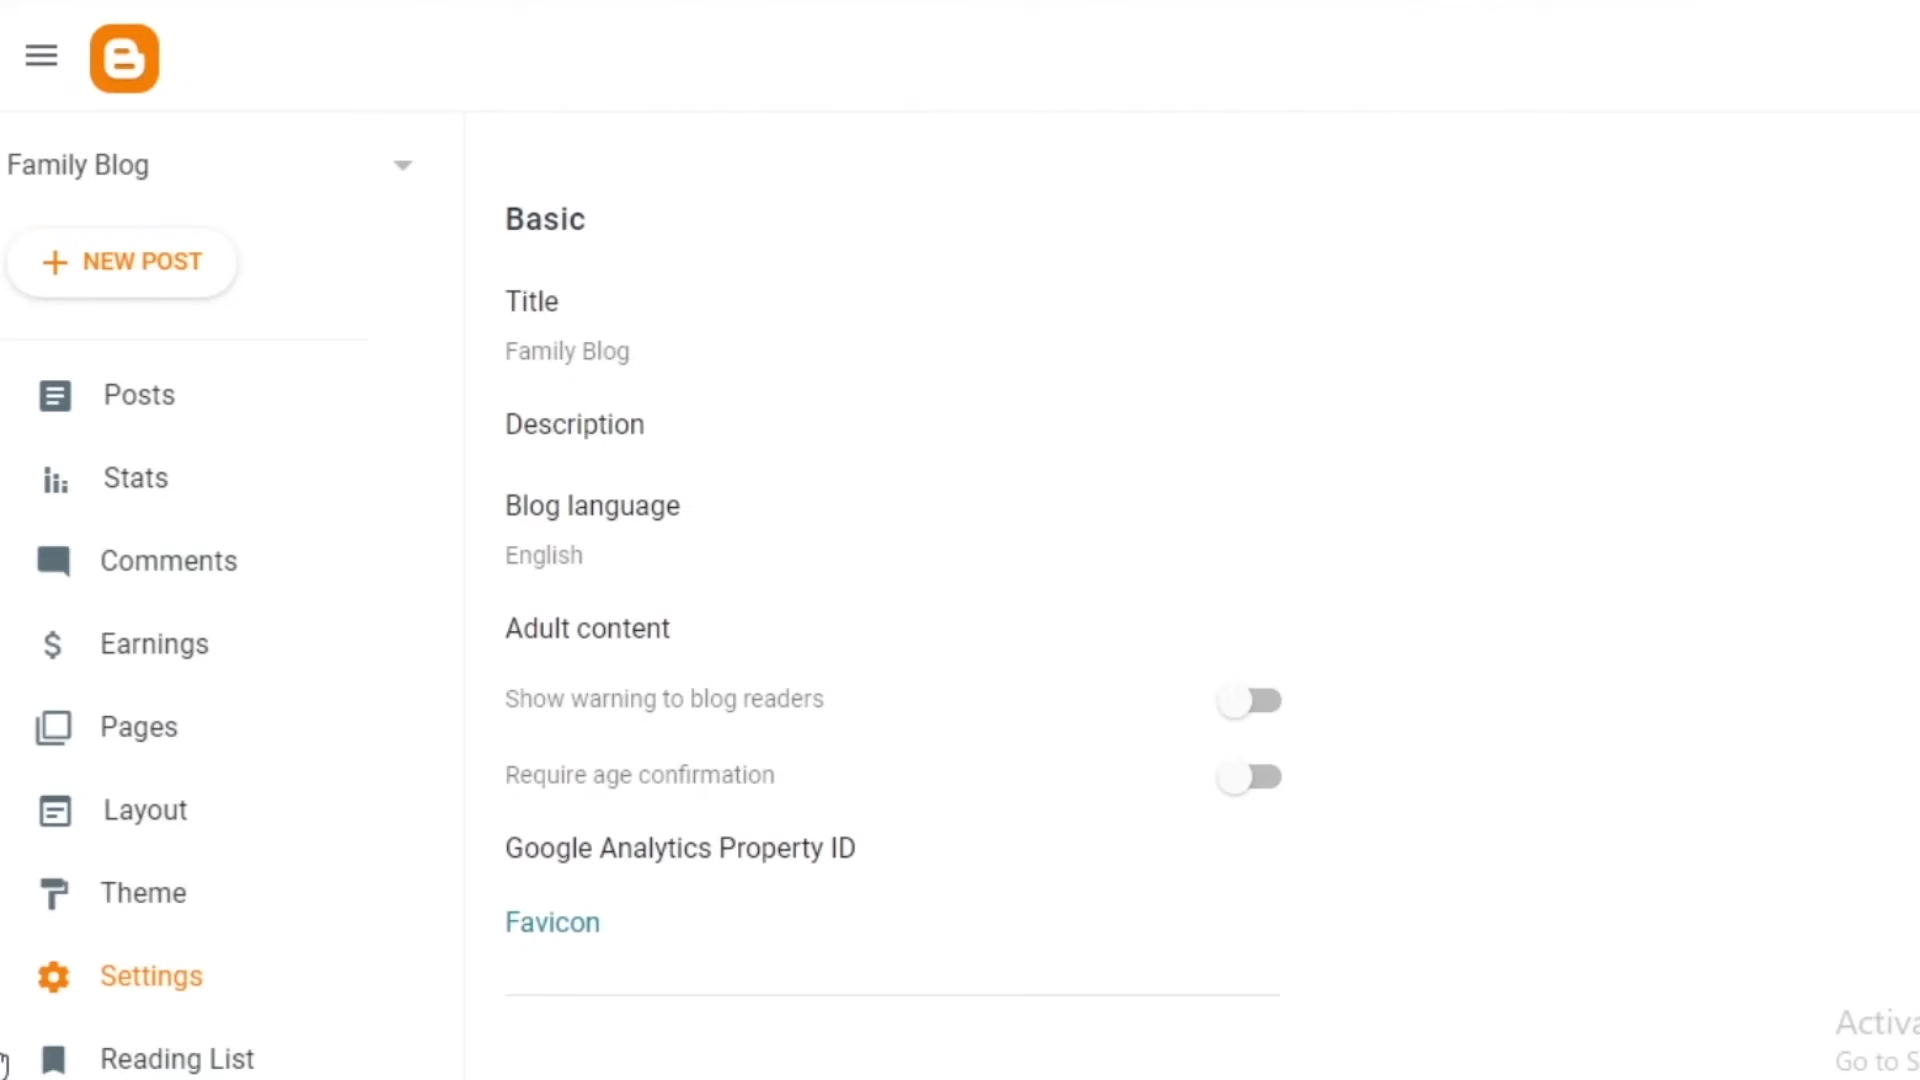 Family Blog
NEW POST
Posts
Stats
Comments
Earnings
Pages
Layout
Theme
Settings
Reading List
Basic
Title
Family Blog
Description
Blog language
English
Adult content
Show warning to blog readers
Require age confirmation
Google Analytics Property ID
Favicon
Activa
Go to S